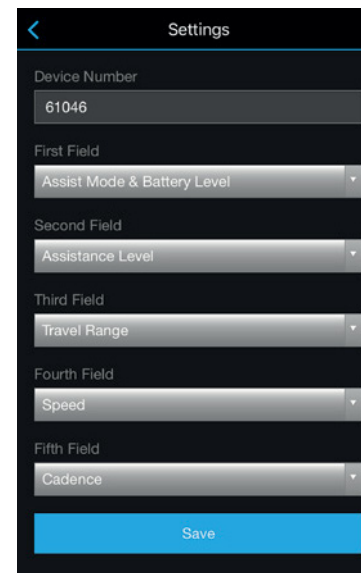 Settings
Device Number
61046
First Field
Assist Mode & Battery Level
Second Field
Assistance Level
Third Field
Travel Range
Fourth Field
Speed
Fifth Field
Cadence
Save